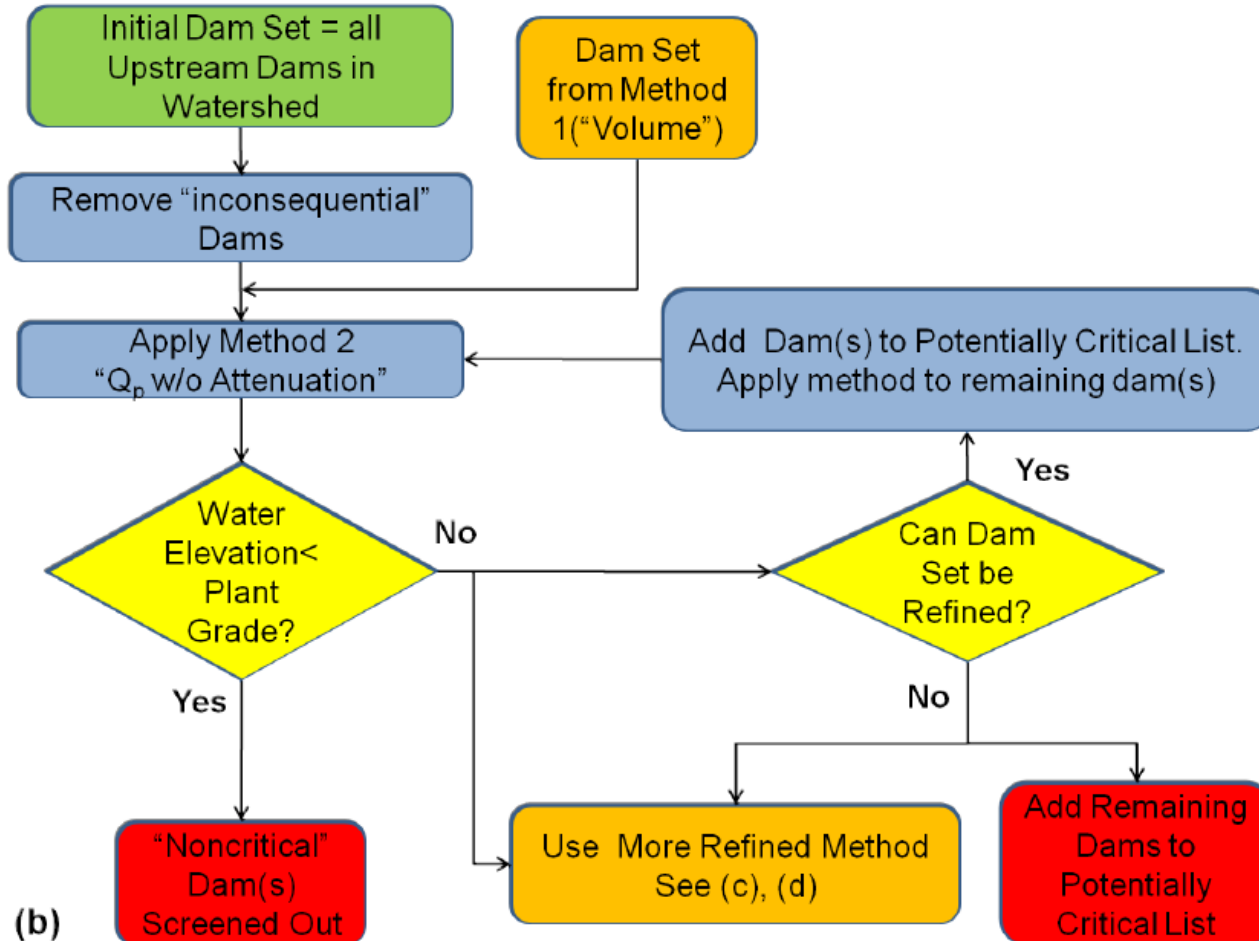 Initial Dam Set = all
Upstream Dams in
Watershed
Dam Set
from Method
1(“Volume”)
Remove “inconsequential”
Dams
Apply Method 2
“Qp w/o Attenuation”
Add  Dam(s) to Potentially Critical List.
Apply method to remaining dam(s)
Yes
Water
Elevation<
Plant
Grade?
No
Can Dam
Set be
Refined?
Yes
No
“Noncritical”
Dam(s)
Screened Out
Use  More Refined Method
See (c), (d)
Add Remaining
Dams to
Potentially
Critical List
(b)